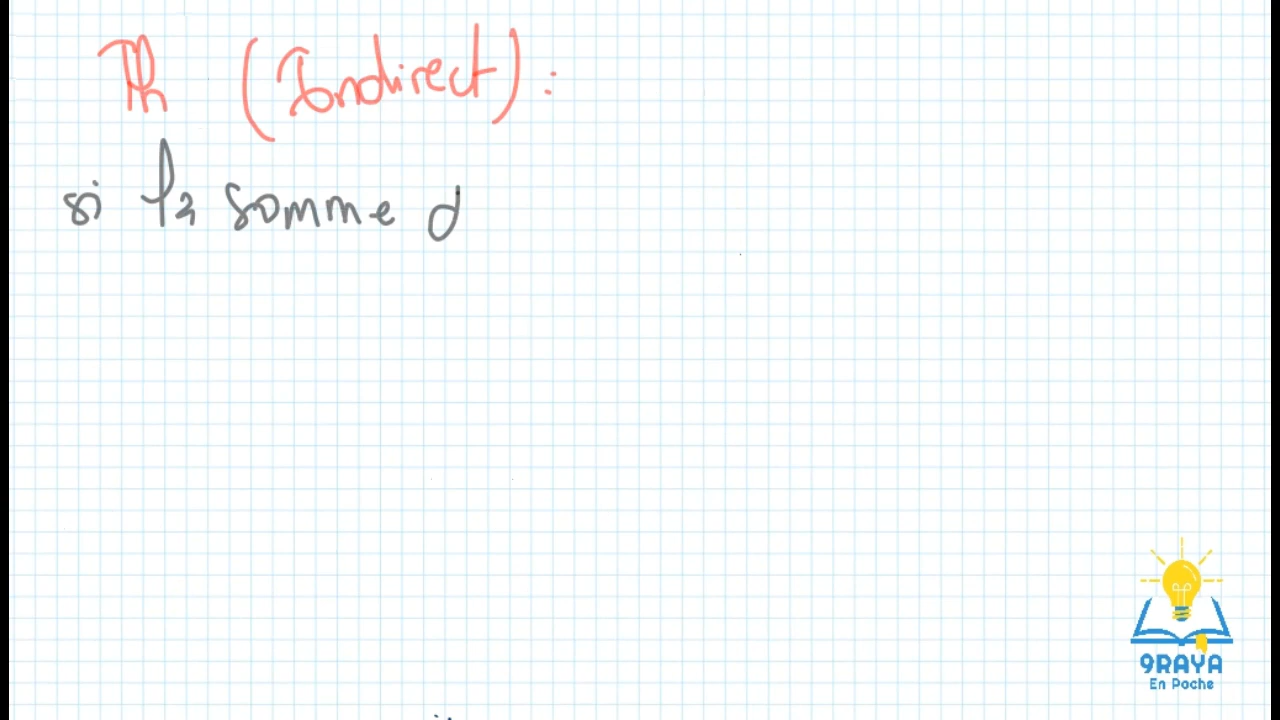 Th (Indirect) :
si la somme d
9RAYA
En Poche